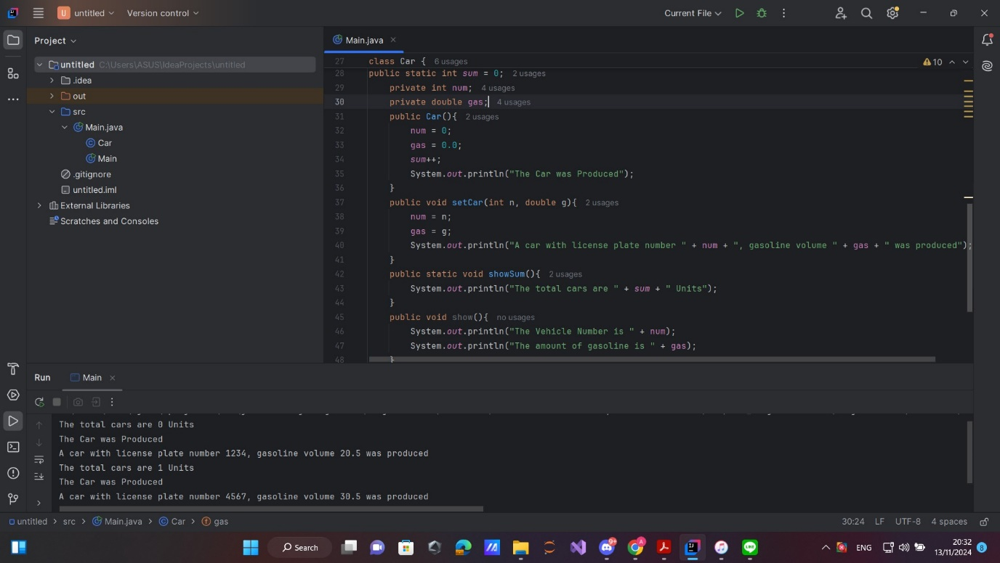 U untitled Version control
Current File
Project
Main.java
untitled C:\Users\ASUS\IdeaProjects\untitled
.idea
out
src
Main.java
Car
Main
.gitignore
untitled.iml
External Libraries
Scratches and Consoles
10
27 class Car { 6 usages
28 public static int sum = 0; 2 usages
29 private int num; 4 usages
30 private double gas; 4 usages
31 public Car(){ 2 usages
32 num = 0;
33 gas = 0.0;
34 sum++;
35 System.out.println("The Car was Produced");
36 }
37 public void setCar(int n, double g){ 2 usages
38 num = n;
39 gas = g;
40 System.out.println("A car with license plate number " + num + ", gasoline volume " + gas + " was produced");
41 }
42 public static void showSum(){ 2 usages
43 System.out.println("The total cars are " + sum + " Units");
44 }
45 public void show(){ no usages
46 System.out.println("The Vehicle Number is " + num);
47 System.out.println("The amount of gasoline is " + gas);
48 }
Run Main
The total cars are 0 Units
The Car was Produced
A car with license plate number 1234, gasoline volume 20.5 was produced
The total cars are 1 Units
The Car was Produced
A car with license plate number 4567, gasoline volume 30.5 was produced
untitled > src > Main.java > Car > gas
30:24 LF UTF-8 4 spaces
Search
ENG
20:32
13/11/2024
8